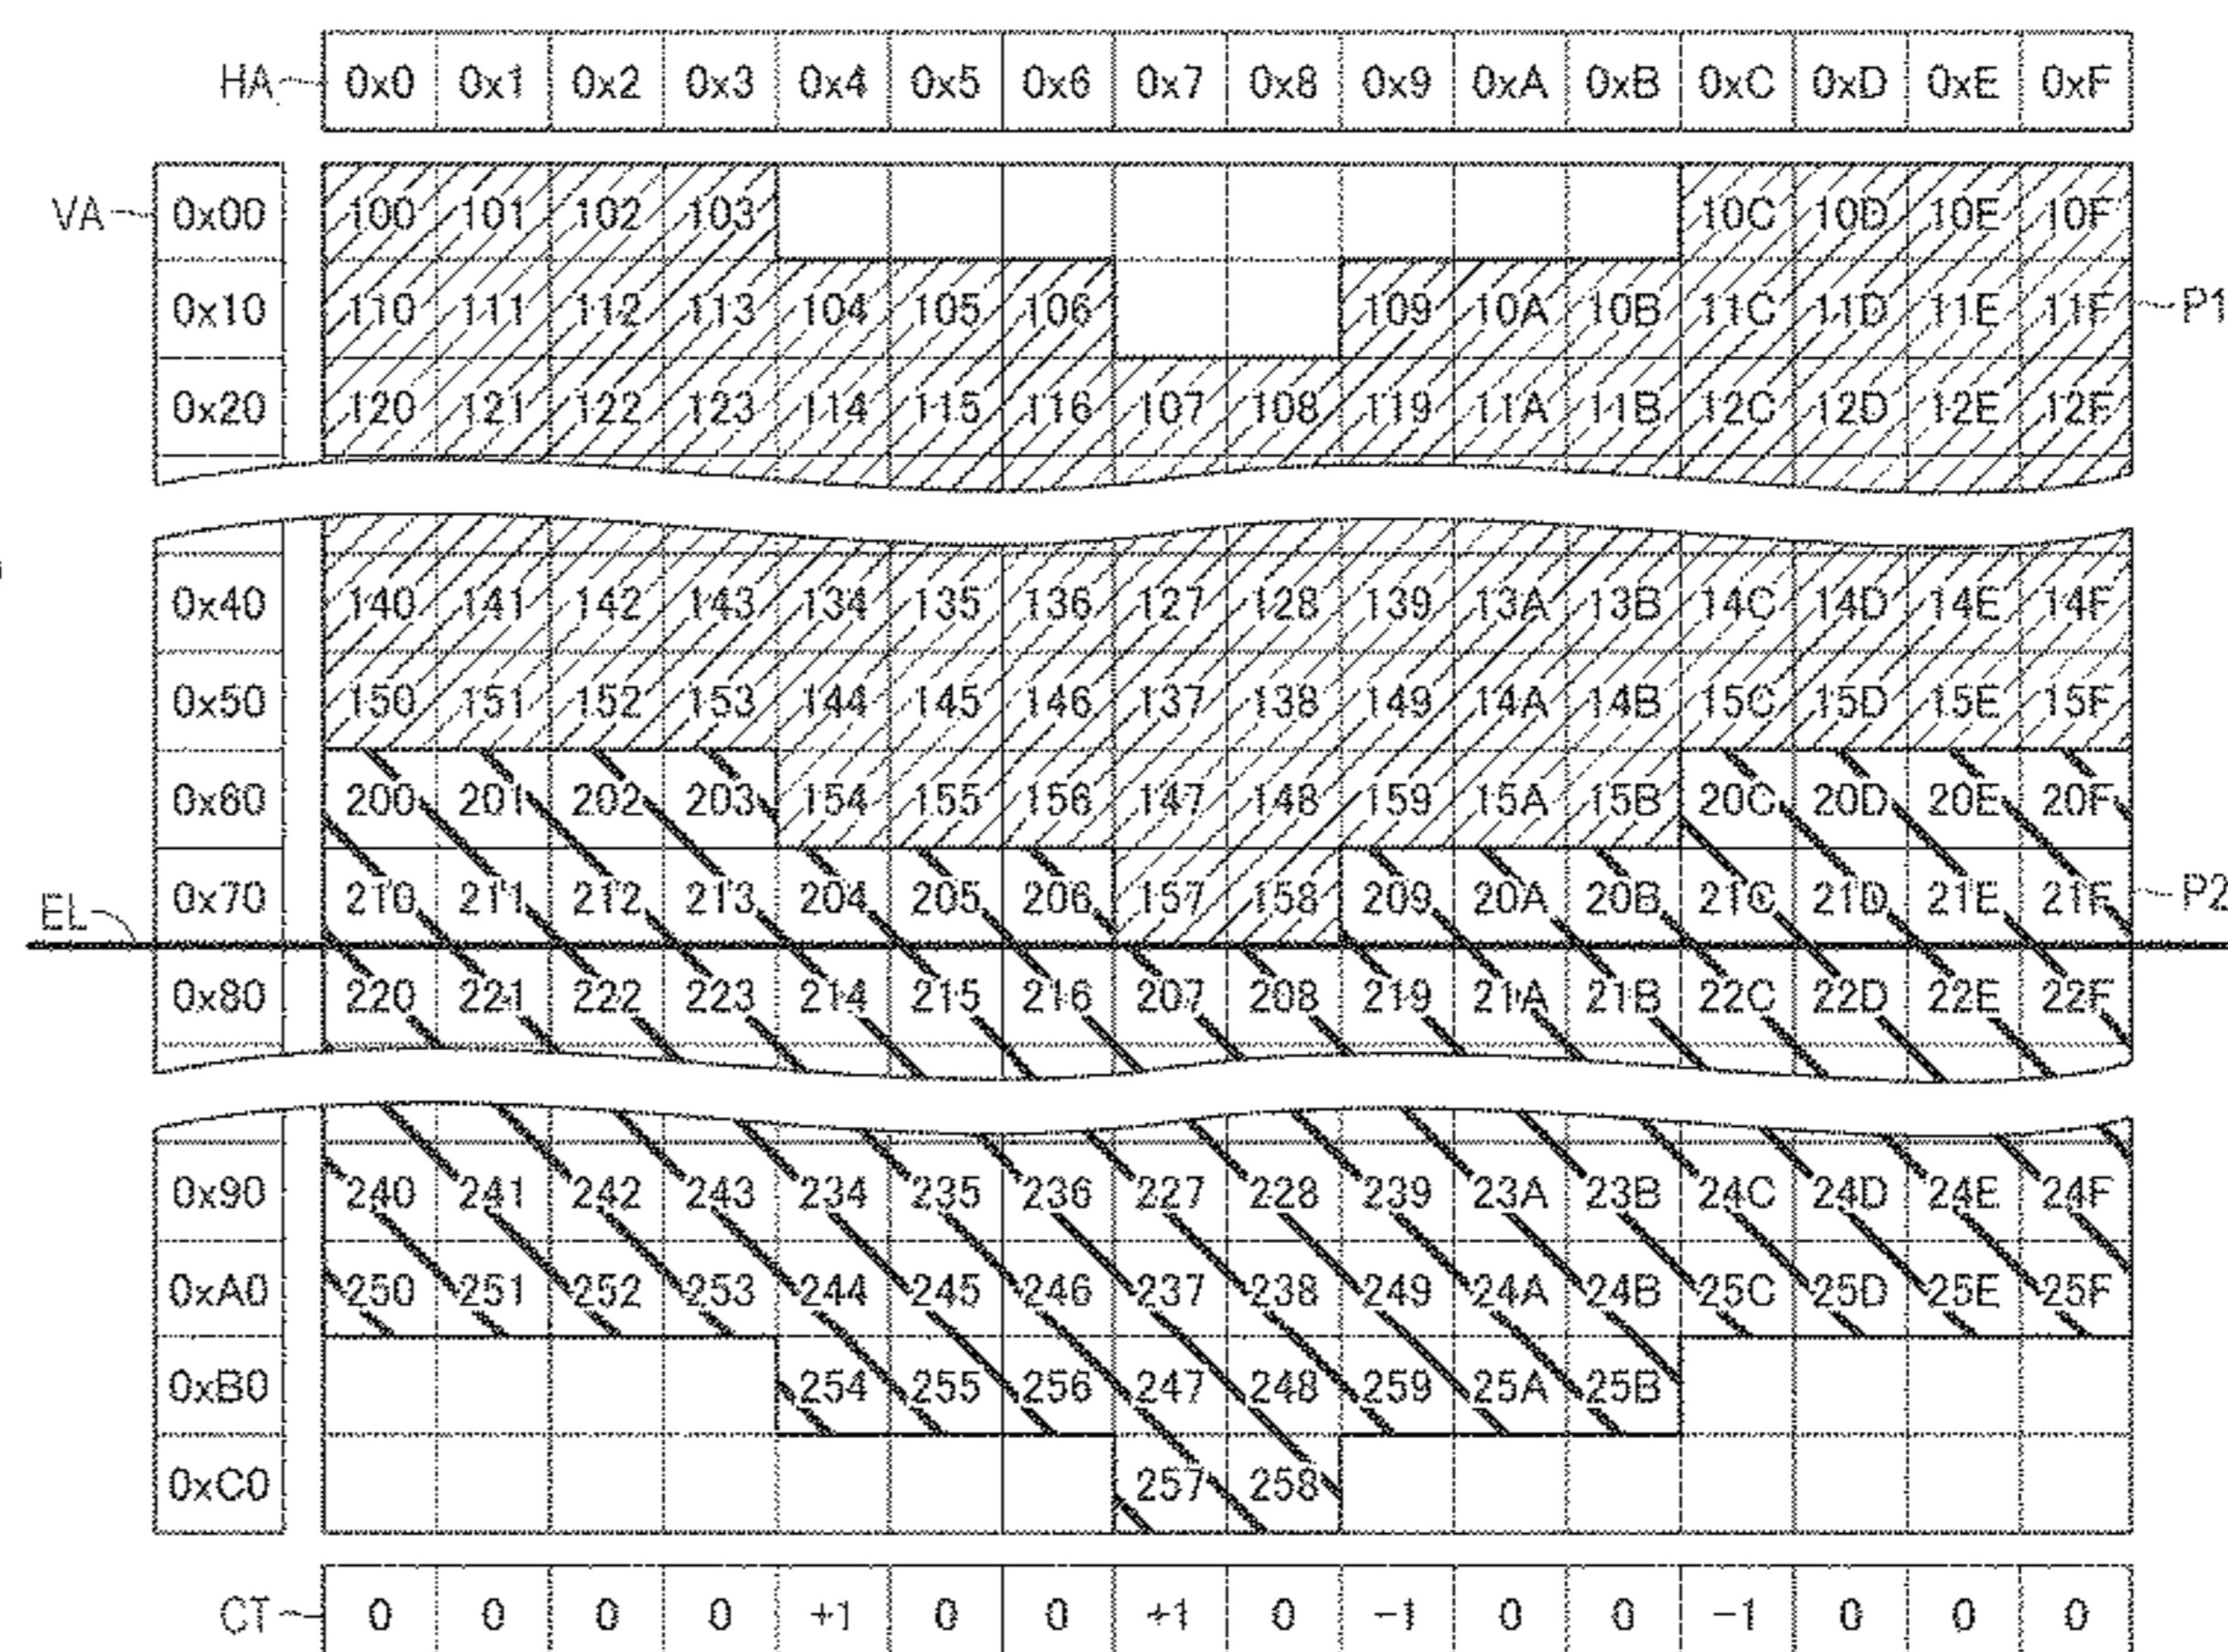 HA 0x0 0x1 0x2 0x3 0x4 0x5 0x6 0x7 0x8 0x9 0xA 0xB 0xC 0xD 0xE 0xF
VA 0x00 100 101 102 103 10C 10D 10E 10F
0x10 110 111 112 113 104 105 106 109 10A 10B 11C 11D 11E 11F P1
0x20 120 121 122 123 114 115 116 107 108 119 11A 11B 12C 12D 12E 12F
0x40 140 141 142 143 134 135 136 127 128 139 13A 13B 14C 14D 14E 14F
0x50 150 151 152 153 144 145 146 137 138 149 14A 14B 15C 15D 15E 15F
0x60 200 201 202 203 154 155 156 147 148 159 15A 15B 20C 20D 20E 20F
0x70 210 211 212 213 204 205 206 157 158 209 20A 20B 21C 21D 21E 21F P2
EL
0x80 220 221 222 223 214 215 216 207 208 219 21A 21B 22C 22D 22E 22F
0x90 240 241 242 243 234 235 236 227 228 239 23A 23B 24C 24D 24E 24F
0xA0 250 251 252 253 244 245 246 237 238 249 24A 24B 25C 25D 25E 25F
0xB0 254 255 256 247 248 259 25A 25B
0xC0 257 258
CT 0 0 0 0 +1 0 0 +1 0 -1 0 0 -1 0 0 0